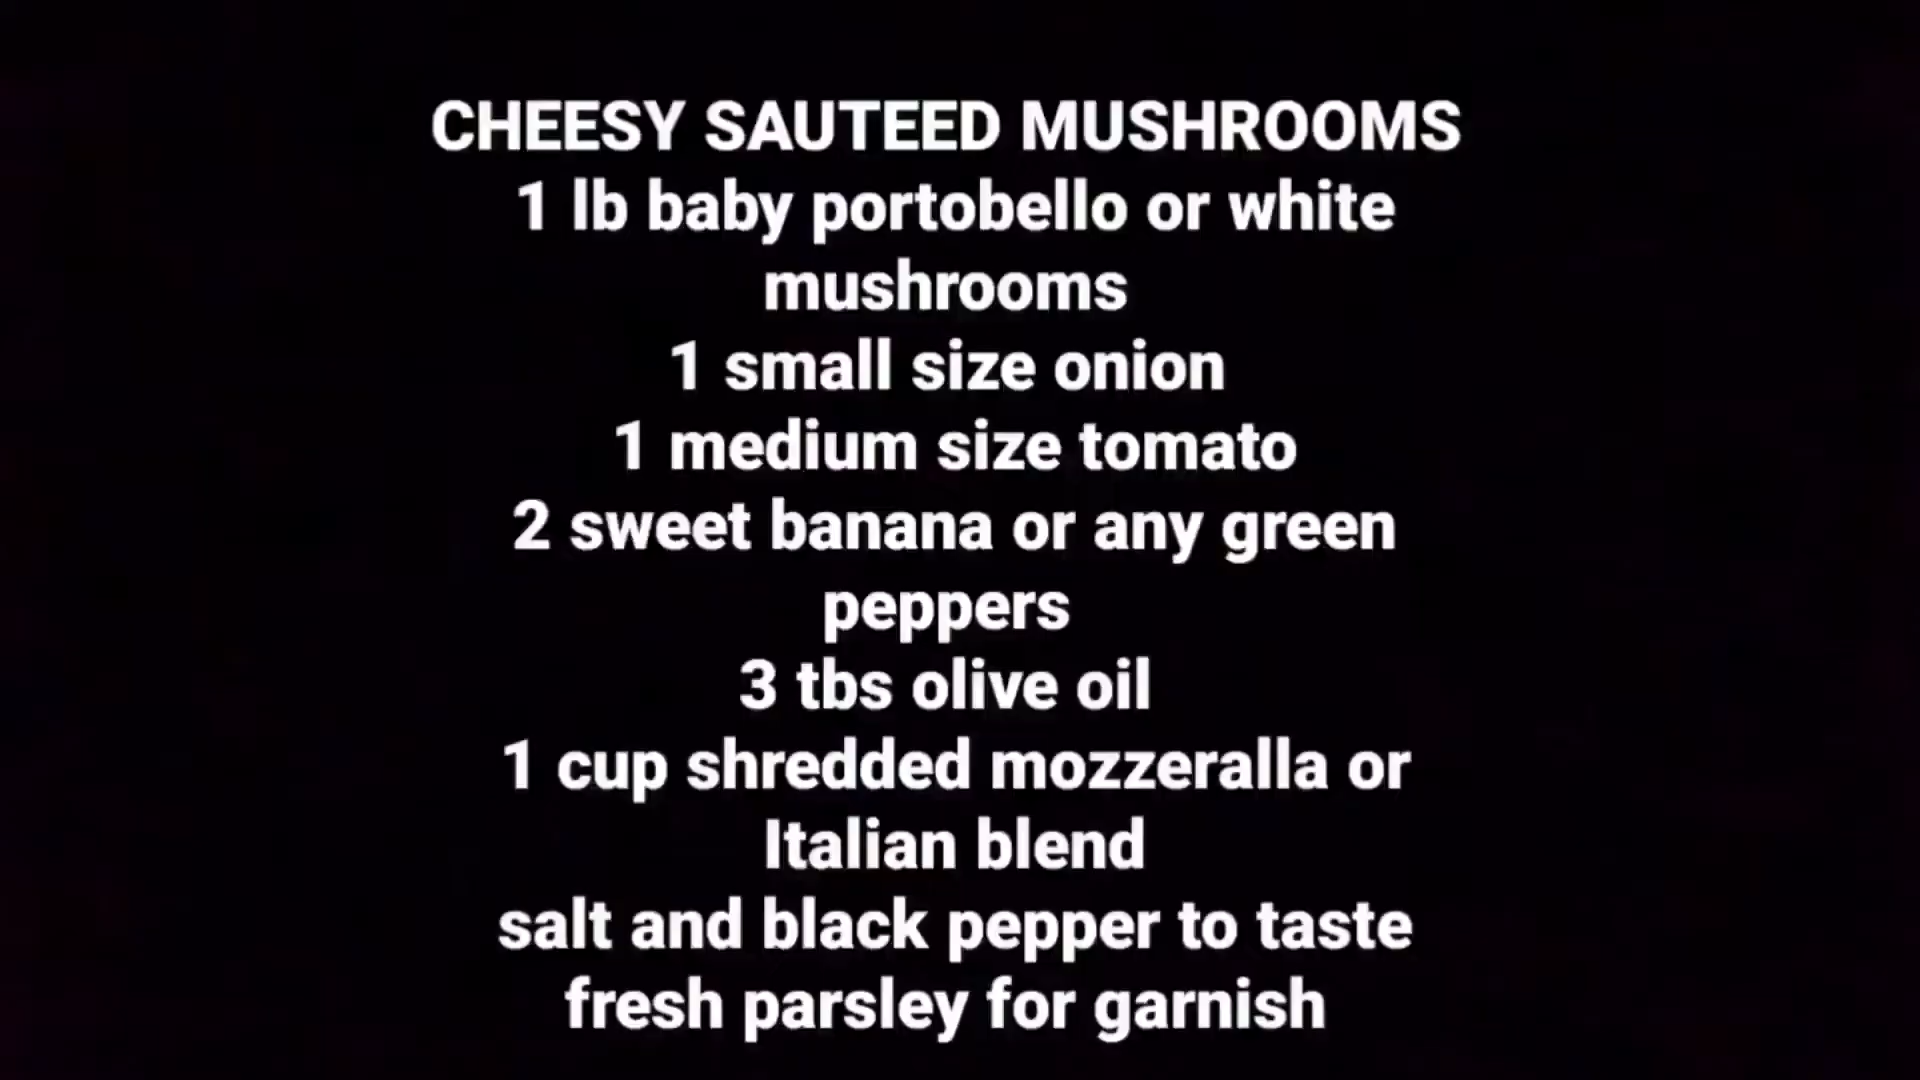 CHEESY SAUTEED MUSHROOMS
1 lb baby portobello or white
mushrooms
1 small size onion
1 medium size tomato
2 sweet banana or any green
peppers
3 tbs olive oil
1 cup shredded mozzeralla or
Italian blend
salt and black pepper to taste
fresh parsley for garnish